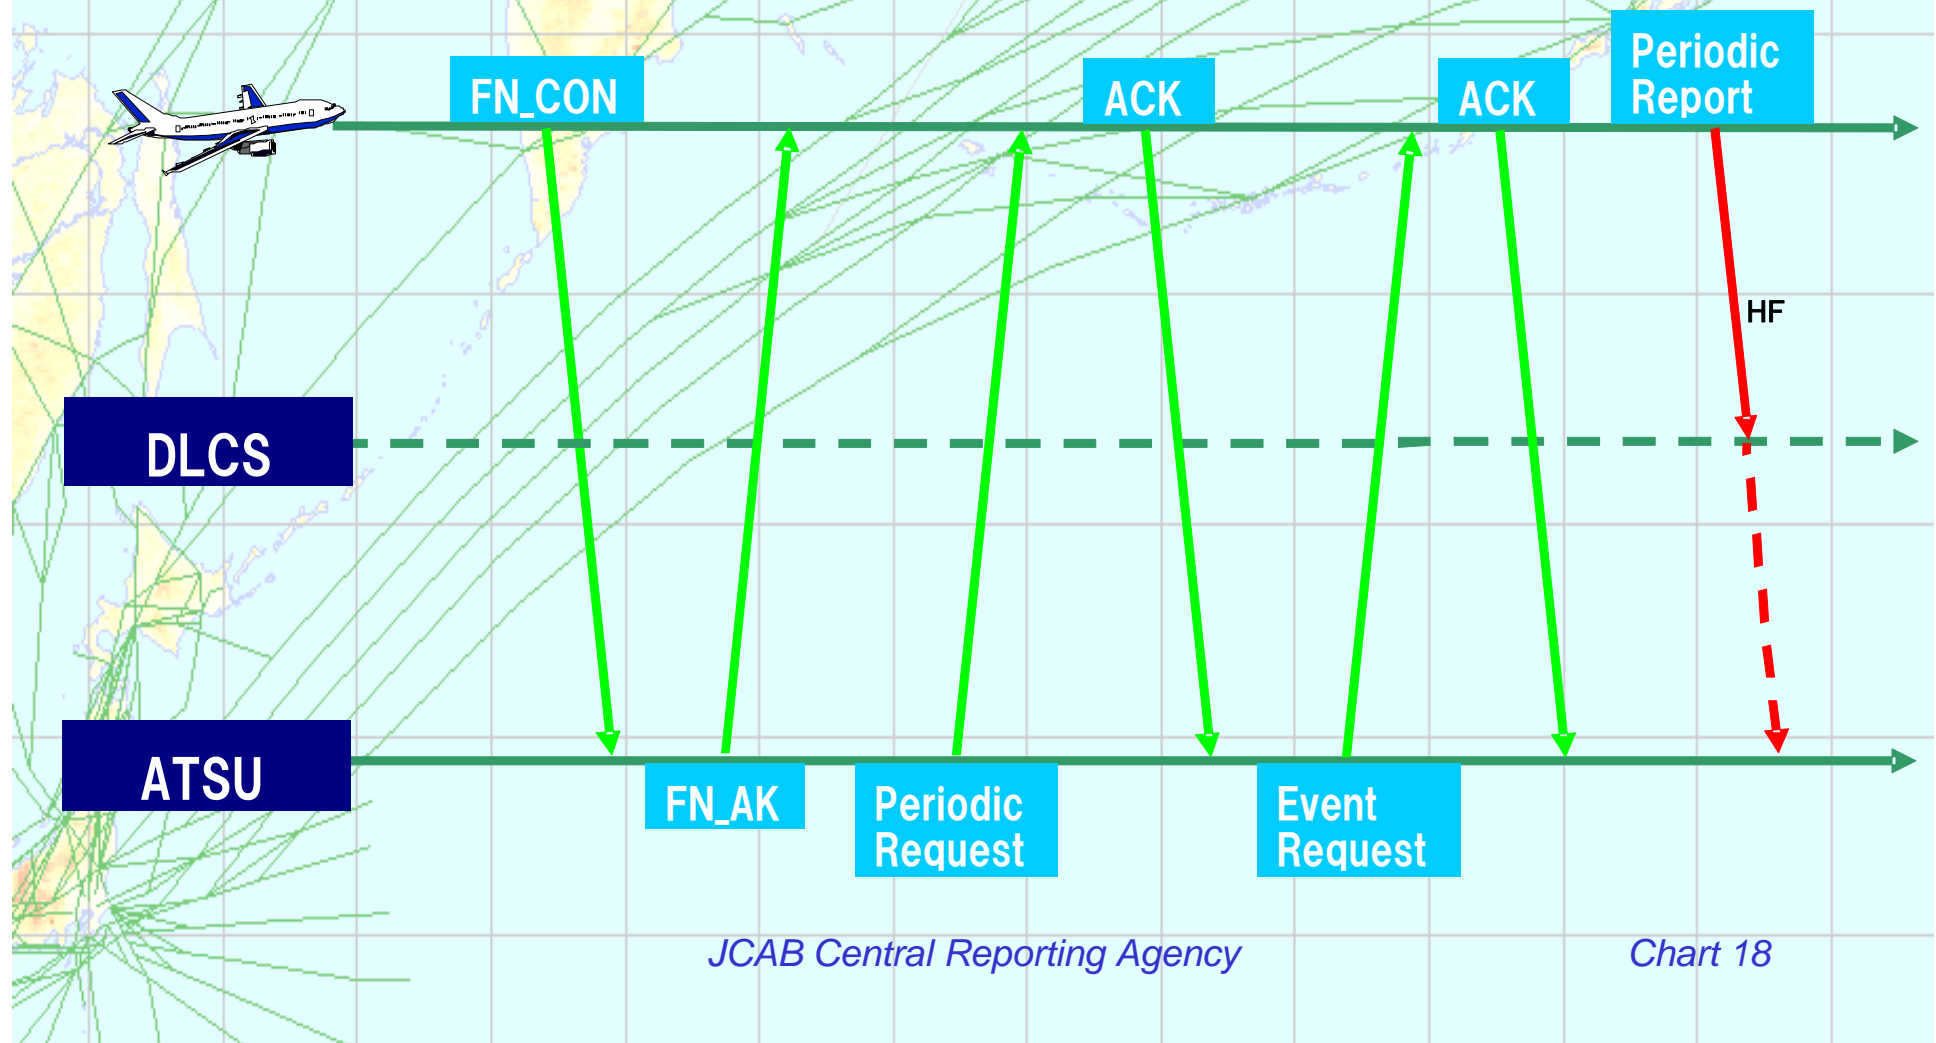 FN_CON
ACK
ACK
Periodic
Report
HF
DLCS
ATSU
FN_AK
Periodic
Request
Event
Request
JCAB Central Reporting Agency
Chart 18